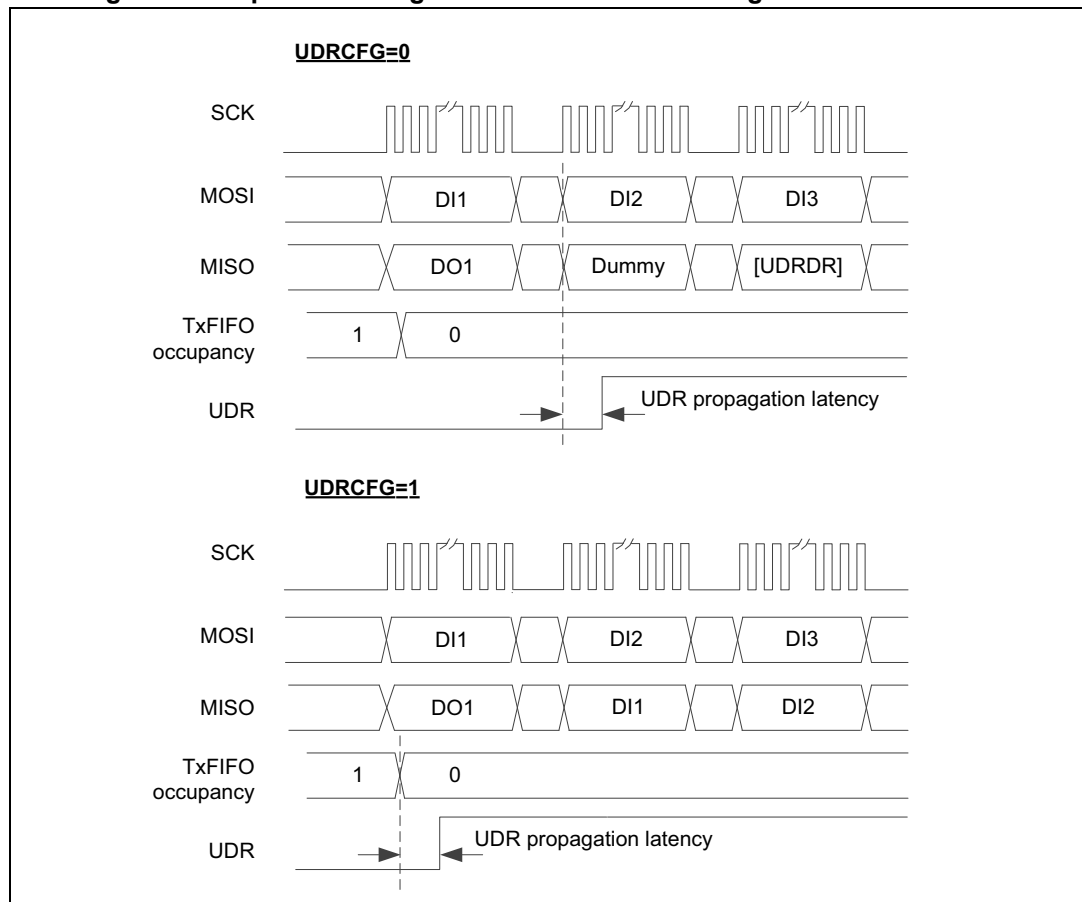 UDRCFG=0
SCK
MOSI DI1 DI2 DI3
MISO DO1 Dummy [UDRDR]
TxFIFO
occupancy
1 0
UDR UDR propagation latency
UDRCFG=1
SCK
MOSI DI1 DI2 DI3
MISO DO1 DI1 DI2
TxFIFO
occupancy
1 0
UDR UDR propagation latency